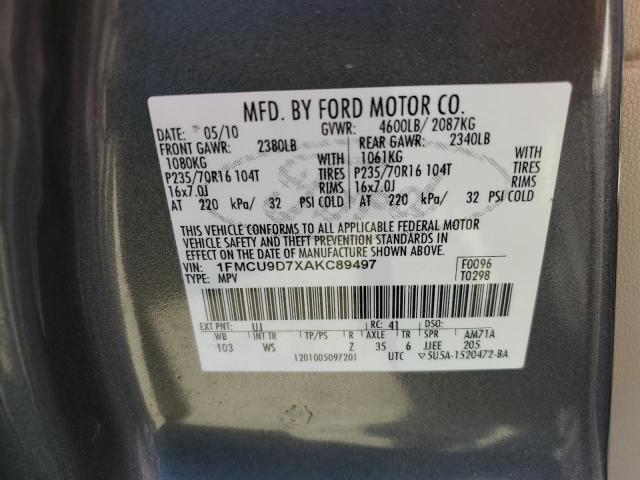 MFD. BY FORD MOTOR CO.
DATE: 05/10 GVWR: 4600LB/ 2087KG
FRONT GAWR: 2380LB REAR GAWR: 2340LB
1080KG WITH 1061KG WITH
P235/70R16 104T TIRES P235/70R16 104T TIRES
16x7.0J RIMS 16x7.0J RIMS
AT 220 kPa/ 32 PSI COLD AT 220 kPa/ 32 PSI COLD
THIS VEHICLE CONFORMS TO ALL APPLICABLE FEDERAL MOTOR
VEHICLE SAFETY AND THEFT PREVENTION STANDARDS IN
EFFECT ON THE DATE OF MANUFACTURE SHOWN ABOVE.
VIN: 1FMCU9D7XAKC89497 F0096
TYPE: MPV T0298
EXT PNT: UJ RC: 41 DSO:
WB INT TR TP/PS R AXLE TR SPR AM71A
103 WS Z 35 6 JJEE 205
1201005097201 UTC ▽5U5A-1520472-BA
Ford